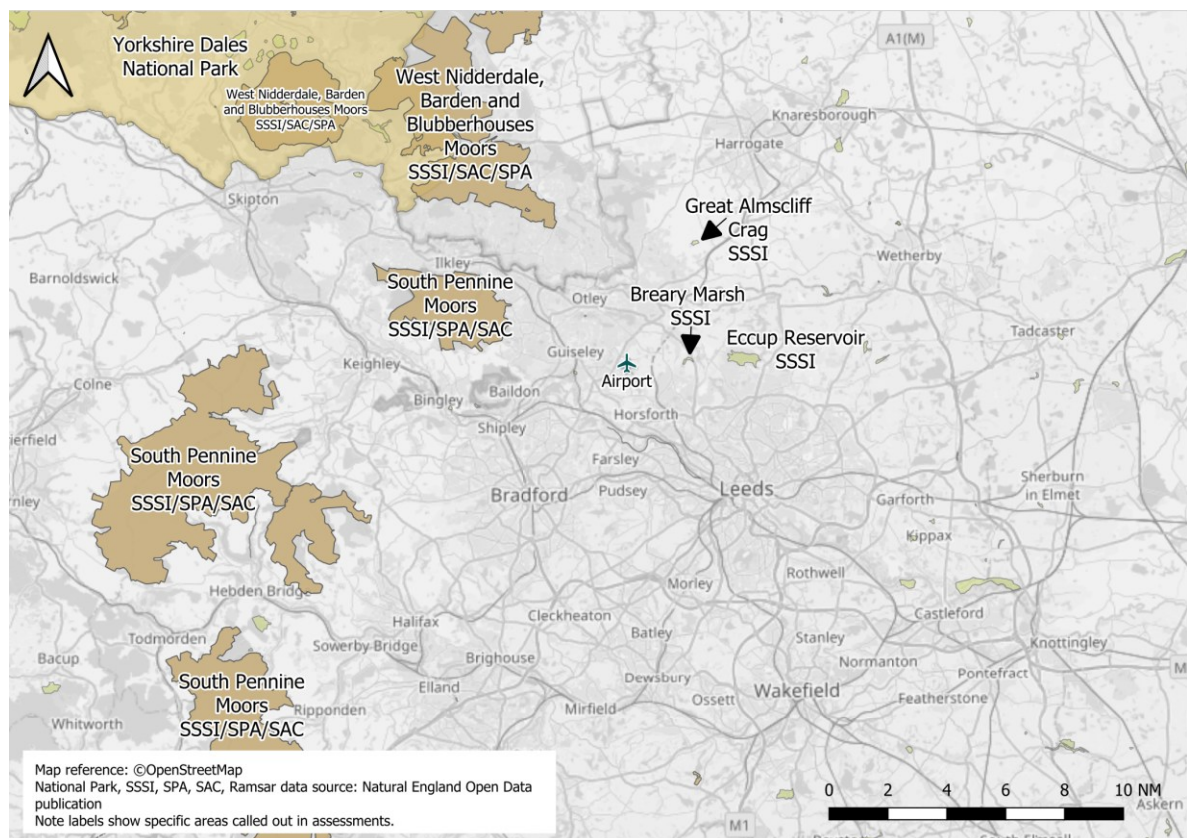 Yorkshire Dales
National Park
West Nidderdale, Barden
and Blubberhouses Moors
SSSI/SAC/SPA
West Nidderdale,
Barden and
Blubberhouses
Moors
SSSI/SAC/SPA
A1(M)
Knaresborough
Harrogate
Skipton
Great Almscliff
Crag
SSSI
Wetherby
Barnoldswick
Ilkley
South Pennine
Moors
SSSI/SPA/SAC
Otley
Breary Marsh
SSSI
Eccup Reservoir
SSSI
Tadcaster
Colne
Keighley
Guiseley
Airport
Baildon
Bingley
Horsforth
Shipley
South Pennine
Moors
SSSI/SPA/SAC
Farsley
Bradford
Pudsey
Leeds
Garforth
Sherburn
in Elmet
Kippax
Hebden Bridge
Morley
Rothwell
Castleford
Todmorden
Halifax
Cleckheaton
Batley
Stanley
Knottingley
Bacup
Sowerby Bridge
Brighouse
Normanton
Pontefract
South Pennine
Moors
SSSI/SPA/SAC
Elland
Dewsbury
Ossett
Wakefield
Featherstone
Whitworth
Ripponden
Mirfield
Map reference: ©OpenStreetMap
National Park, SSSI, SPA, SAC, Ramsar data source: Natural England Open Data
publication
Note labels show specific areas called out in assessments.
0 2 4 6 8 10 NM
M1
Askern